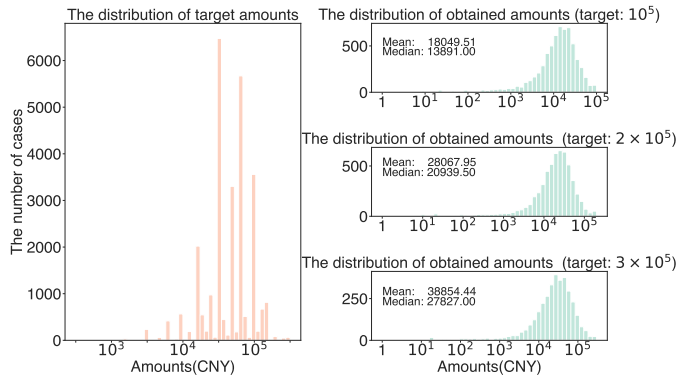 The distribution of target amounts
The number of cases
6000
5000
4000
3000
2000
1000
0
10³ 10⁴ 10⁵
Amounts(CNY)
The distribution of obtained amounts (target: 10⁵)
500
0
Mean: 18049.51
Median: 13891.00
1 10¹ 10² 10³ 10⁴ 10⁵
The distribution of obtained amounts (target: 2 × 10⁵)
500
0
Mean: 28067.95
Median: 20939.50
1 10¹ 10² 10³ 10⁴ 10⁵
The distribution of obtained amounts (target: 3 × 10⁵)
250
0
Mean: 38854.44
Median: 27827.00
1 10¹ 10² 10³ 10⁴ 10⁵
Amounts(CNY)